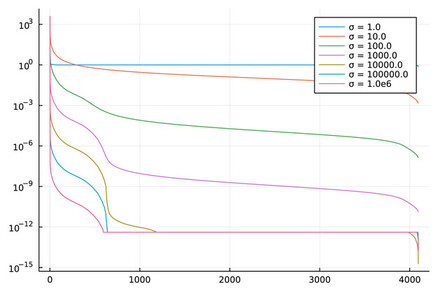 10³
10⁰
10⁻³
10⁻⁶
10⁻⁹
10⁻¹²
10⁻¹⁵
0
1000
2000
3000
4000
σ = 1.0
σ = 10.0
σ = 100.0
σ = 1000.0
σ = 10000.0
σ = 100000.0
σ = 1.0e6